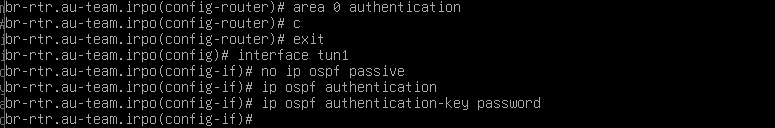 br-rtr.au-team.irpo(config-router)# area 0 authentication
br-rtr.au-team.irpo(config-router)# c
br-rtr.au-team.irpo(config-router)# exit
br-rtr.au-team.irpo(config)# interface tun1
br-rtr.au-team.irpo(config-if)# no ip ospf passive
br-rtr.au-team.irpo(config-if)# ip ospf authentication
br-rtr.au-team.irpo(config-if)# ip ospf authentication-key password
br-rtr.au-team.irpo(config-if)#